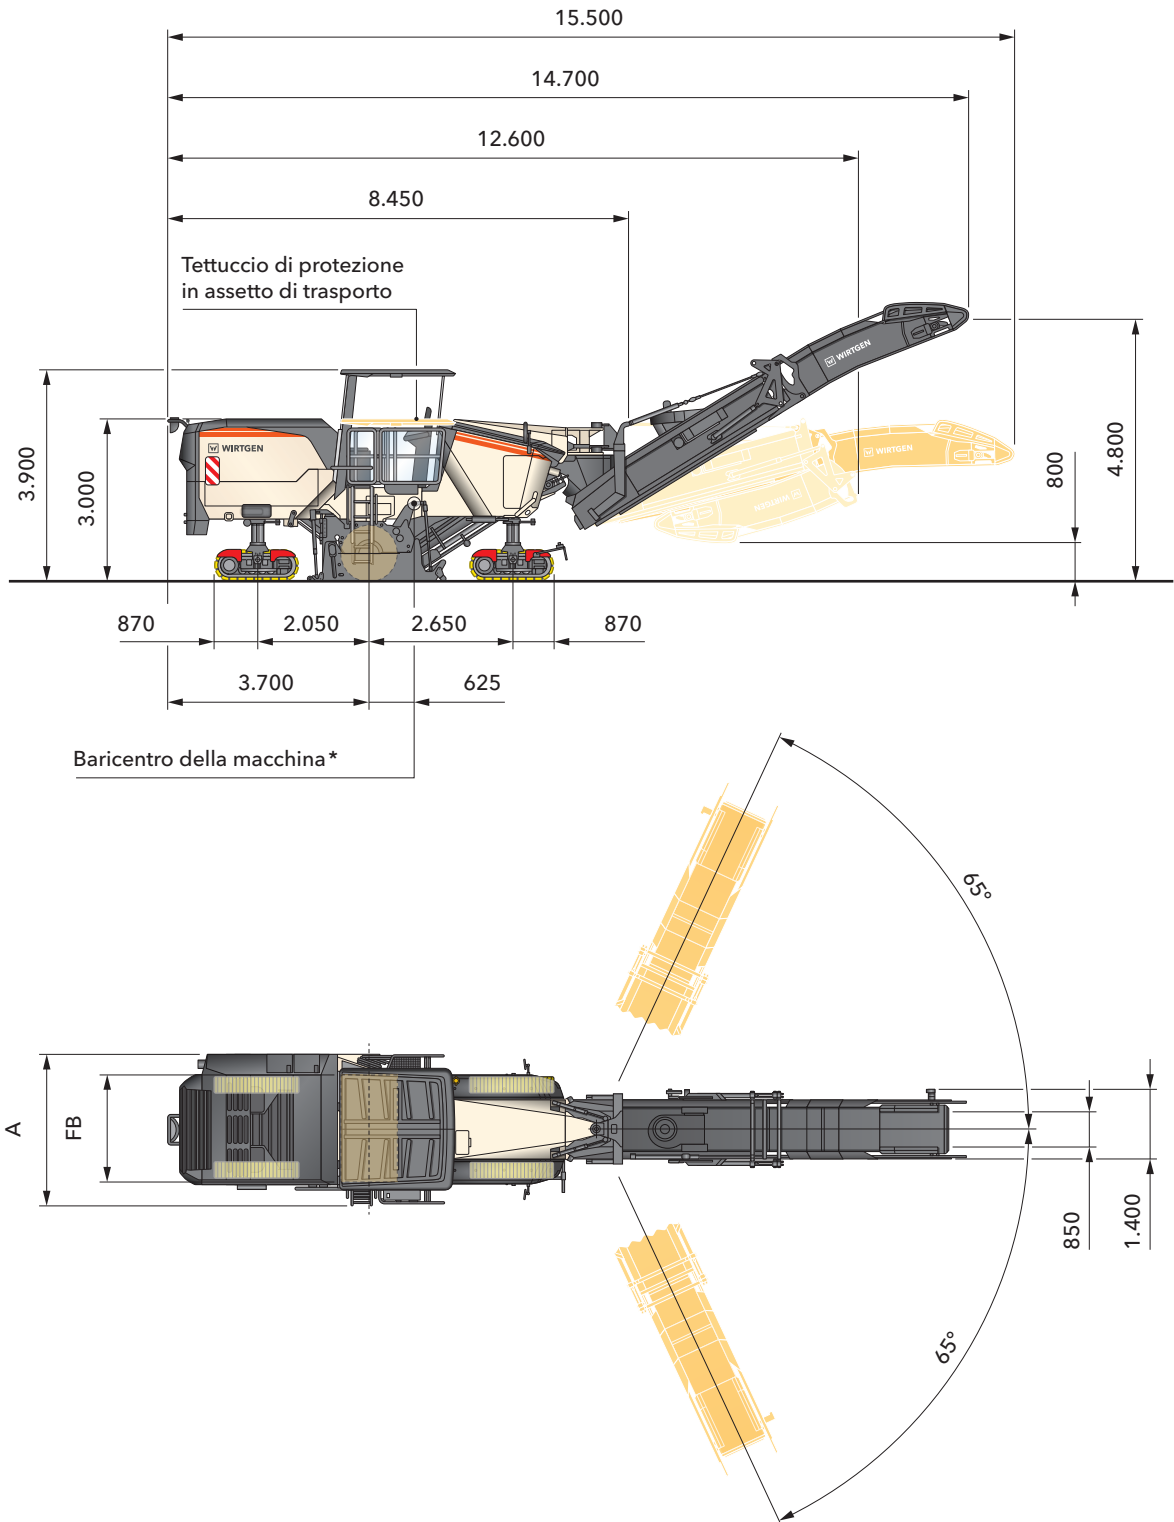 15.500
14.700
12.600
8.450
Tettuccio di protezione
in assetto di trasporto
WIRTGEN
WIRTGEN
WIRTGEN
WIRTGEN
3.900
3.000
800
4.800
870
2.050
2.650
870
3.700
625
Baricentro della macchina*
65°
A
FB
850
1.400
65°